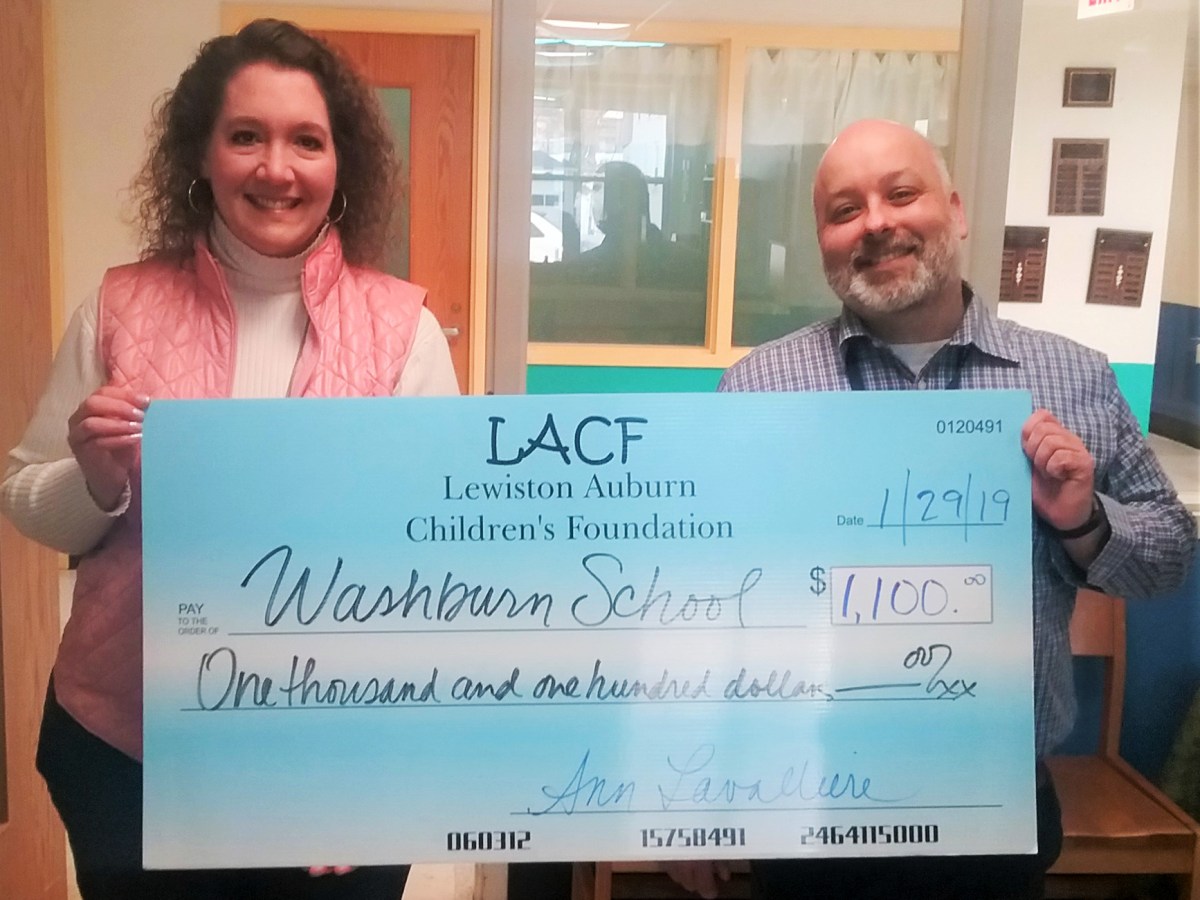 LACF
0120491
Lewiston Auburn
Children's Foundation
Date 1/29/19
PAY
TO THE
ORDER OF
Washburn School $ 1,100.00
One thousand and one hundred dollars 00/xx
Ann Lavalliere
060312 15758491 2464115000